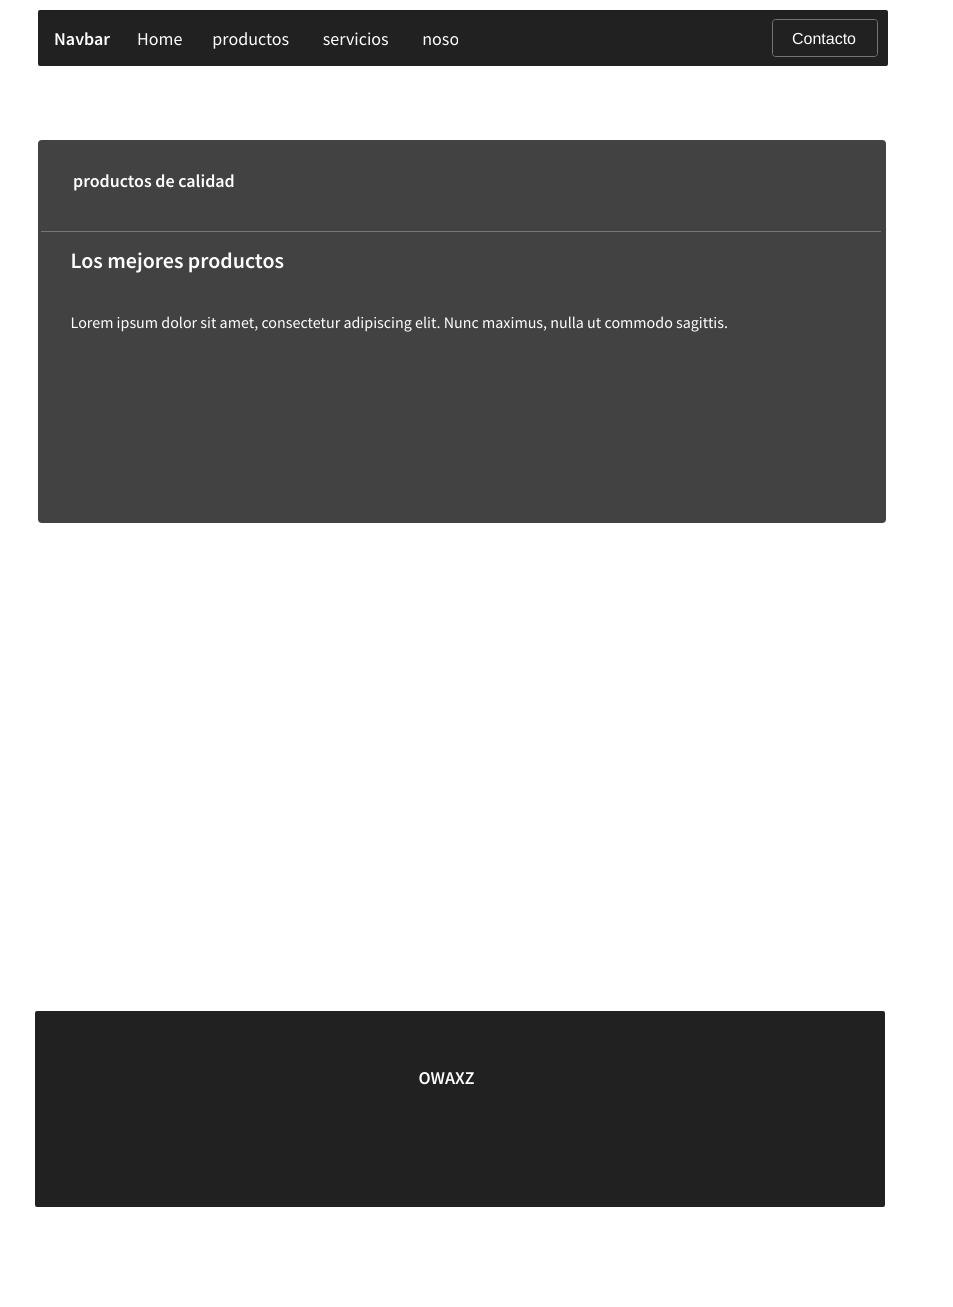 Navbar Home productos servicios noso Contacto
productos de calidad
Los mejores productos
Lorem ipsum dolor sit amet, consectetur adipiscing elit. Nunc maximus, nulla ut commodo sagittis.
OWAXZ